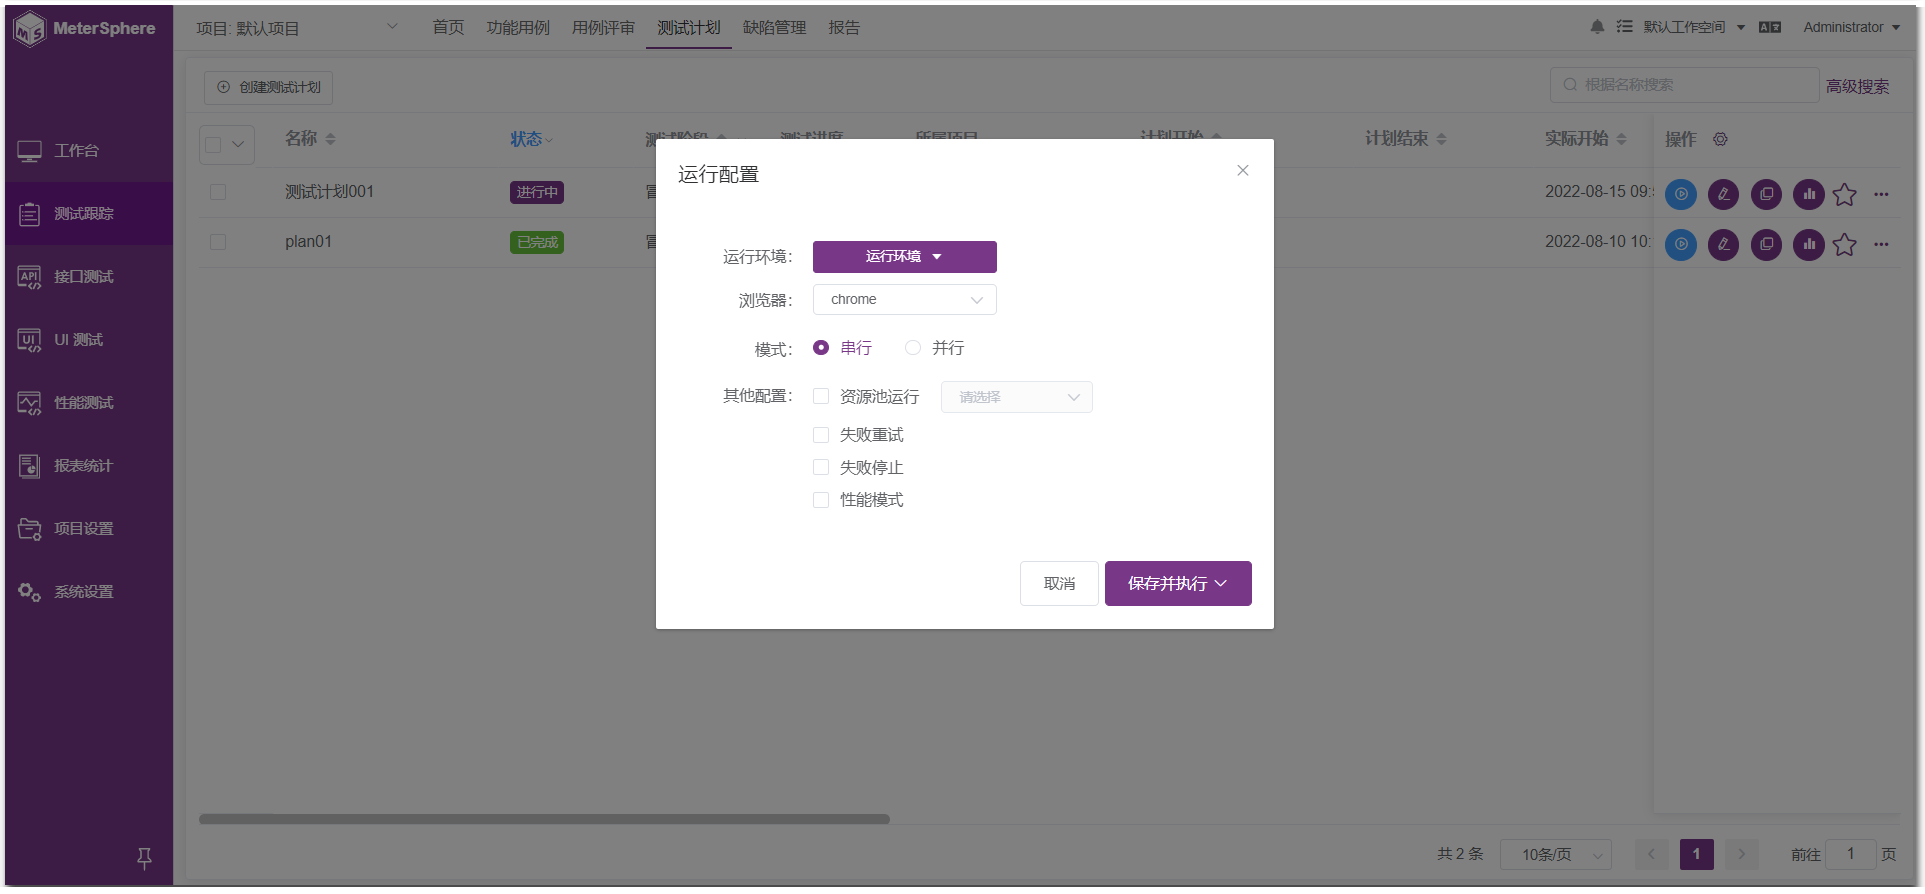 MeterSphere
项目: 默认项目
首页 功能用例 用例评审 测试计划 缺陷管理 报告
默认工作空间
Administrator
工作台
测试跟踪
接口测试
UI 测试
性能测试
报表统计
项目设置
系统设置
创建测试计划
根据名称搜索
高级搜索
名称 状态 测试阶段 测试进度 所属项目 计划开始 计划结束 实际开始 操作
测试计划001 进行中 2022-08-15 09:
plan01 已完成 2022-08-10 10:
运行配置
运行环境: 运行环境
浏览器: chrome
模式: 串行 并行
其他配置: 资源池运行 请选择
失败重试
失败停止
性能模式
取消 保存并执行
共 2 条 10条/页 1 前往 1 页